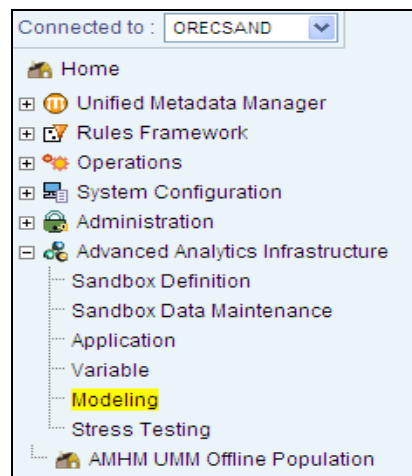 Connected to : ORECSAND
Home
Unified Metadata Manager
Rules Framework
Operations
System Configuration
Administration
Advanced Analytics Infrastructure
Sandbox Definition
Sandbox Data Maintenance
Application
Variable
Modeling
Stress Testing
AMHM UMM Offline Population